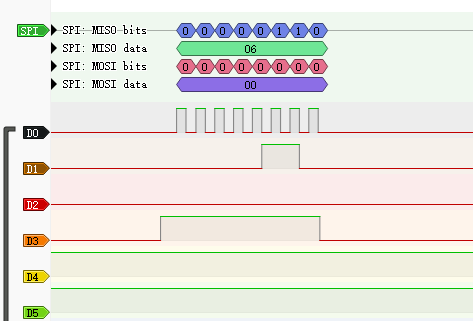 SPI SPI: MISO bits 0 0 0 0 0 1 1 0
SPI: MISO data 06
SPI: MOSI bits 0 0 0 0 0 0 0 0
SPI: MOSI data 00
D0
D1
D2
D3
D4
D5